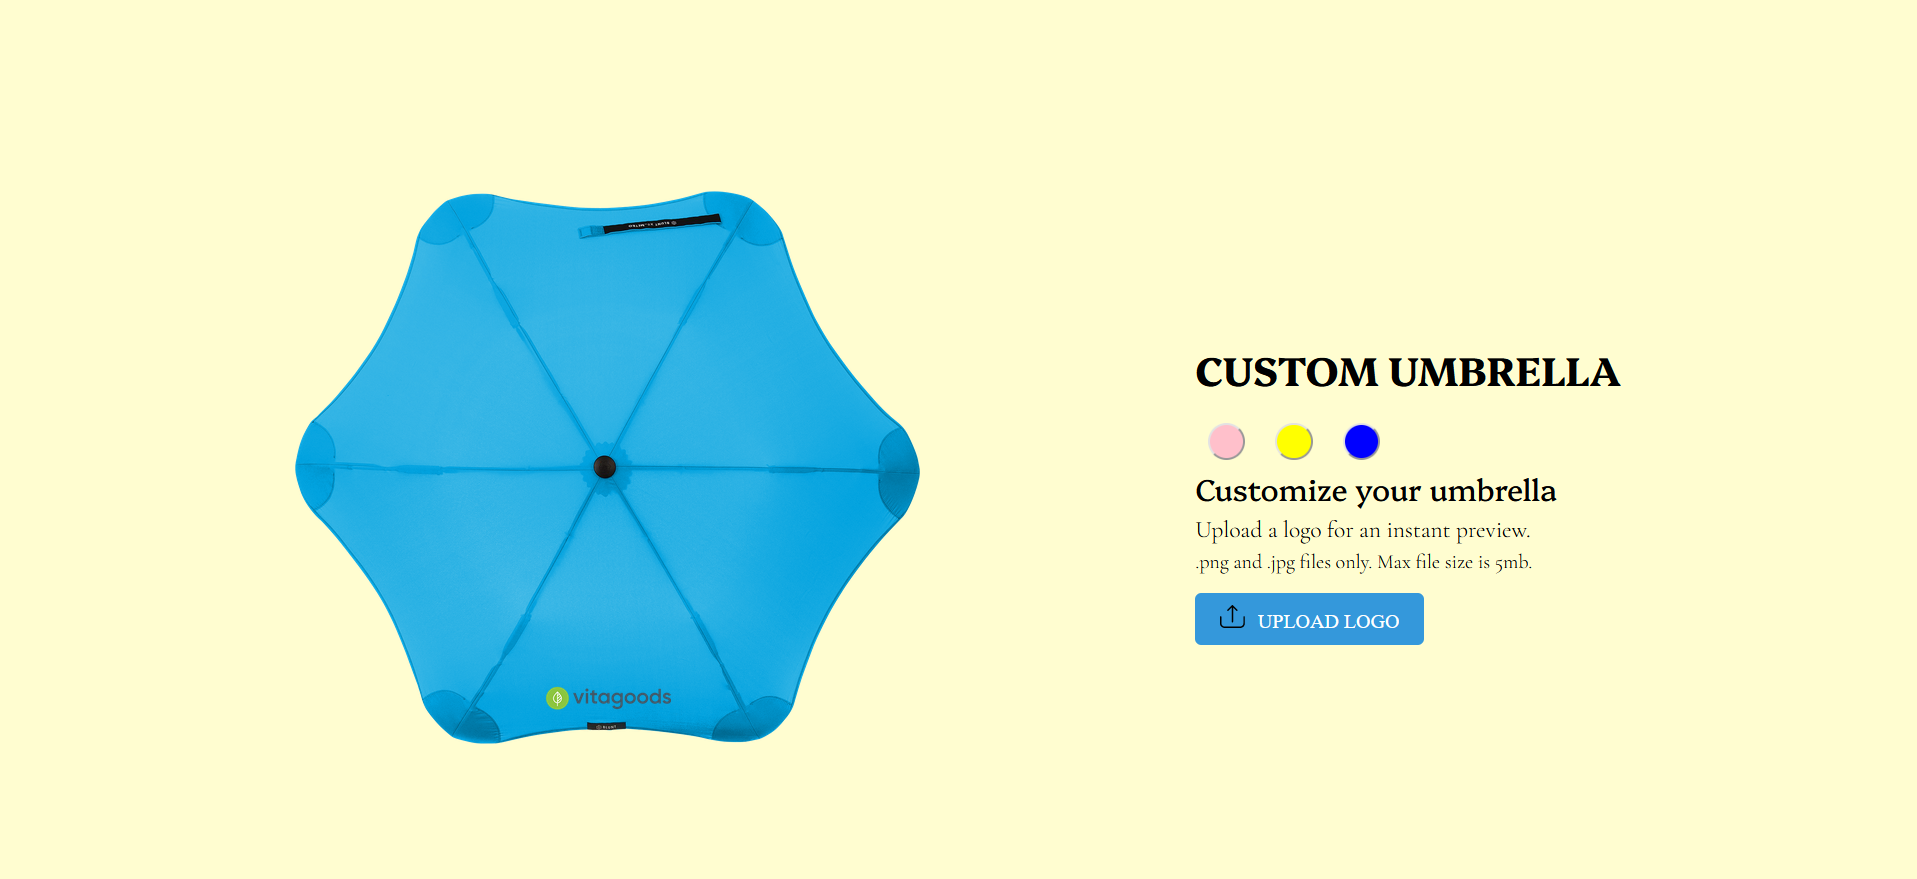 CUSTOM UMBRELLA
Customize your umbrella
Upload a logo for an instant preview.
.png and .jpg files only. Max file size is 5mb.
UPLOAD LOGO
vitagoods
BLUNT